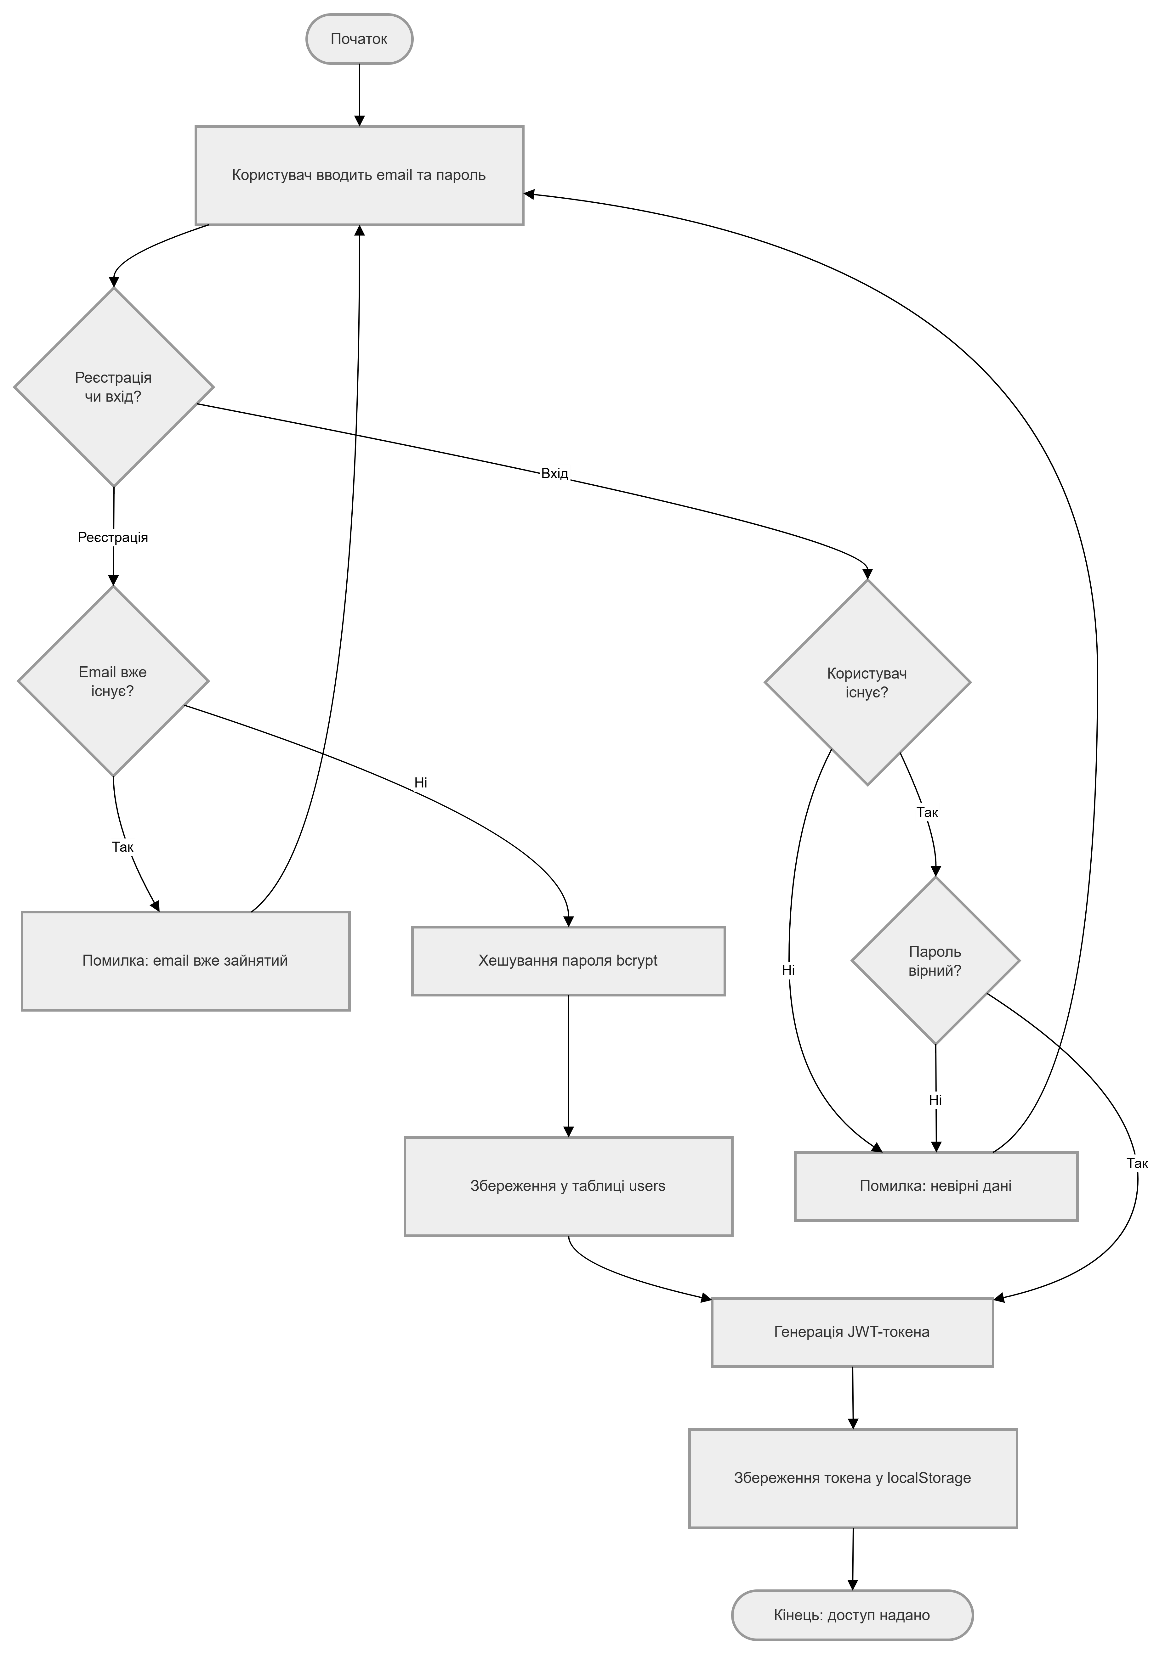 Початок
Користувач вводить email та пароль
Реєстрація
чи вхід?
Вхід
Реєстрація
Email вже
існує?
Користувач
існує?
Ні
Так
Так
Помилка: email вже зайнятий
Хешування пароля bcrypt
Пароль
вірний?
Ні
Ні
Так
Збереження у таблиці users
Помилка: невірні дані
Генерація JWT-токена
Збереження токена у localStorage
Кінець: доступ надано